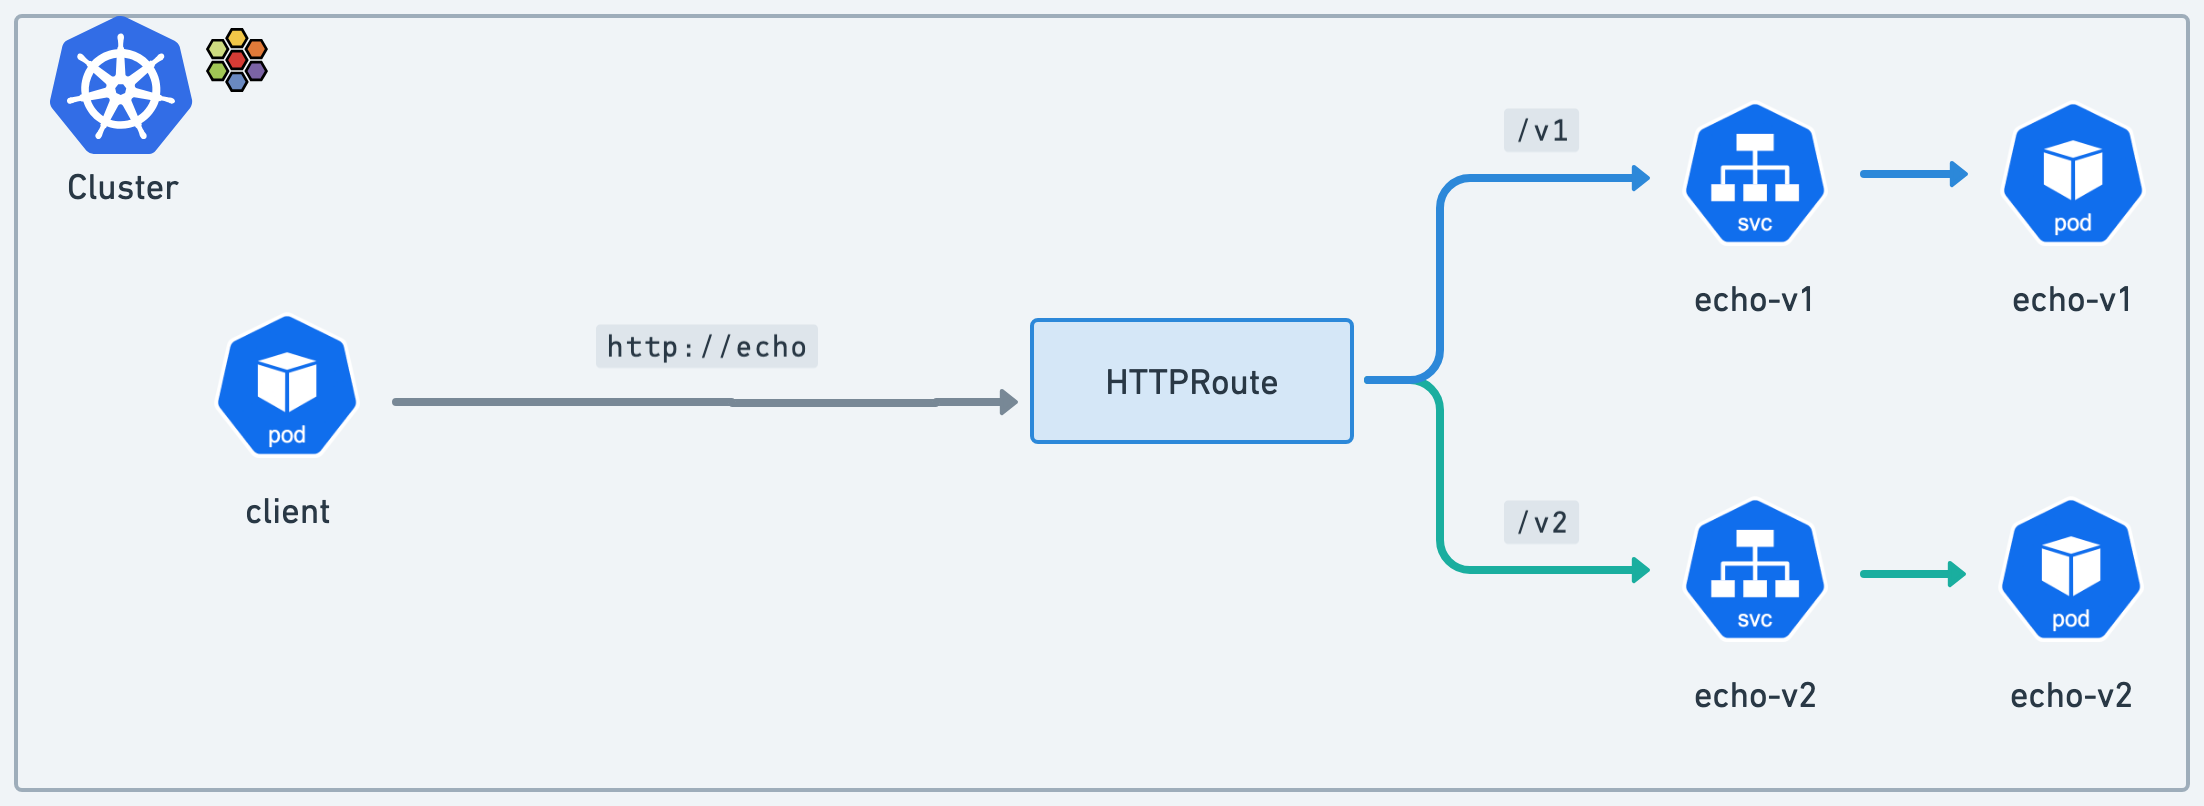 Cluster
pod
client
http://echo
HTTPRoute
/v1
svc
echo-v1
pod
echo-v1
/v2
svc
echo-v2
pod
echo-v2